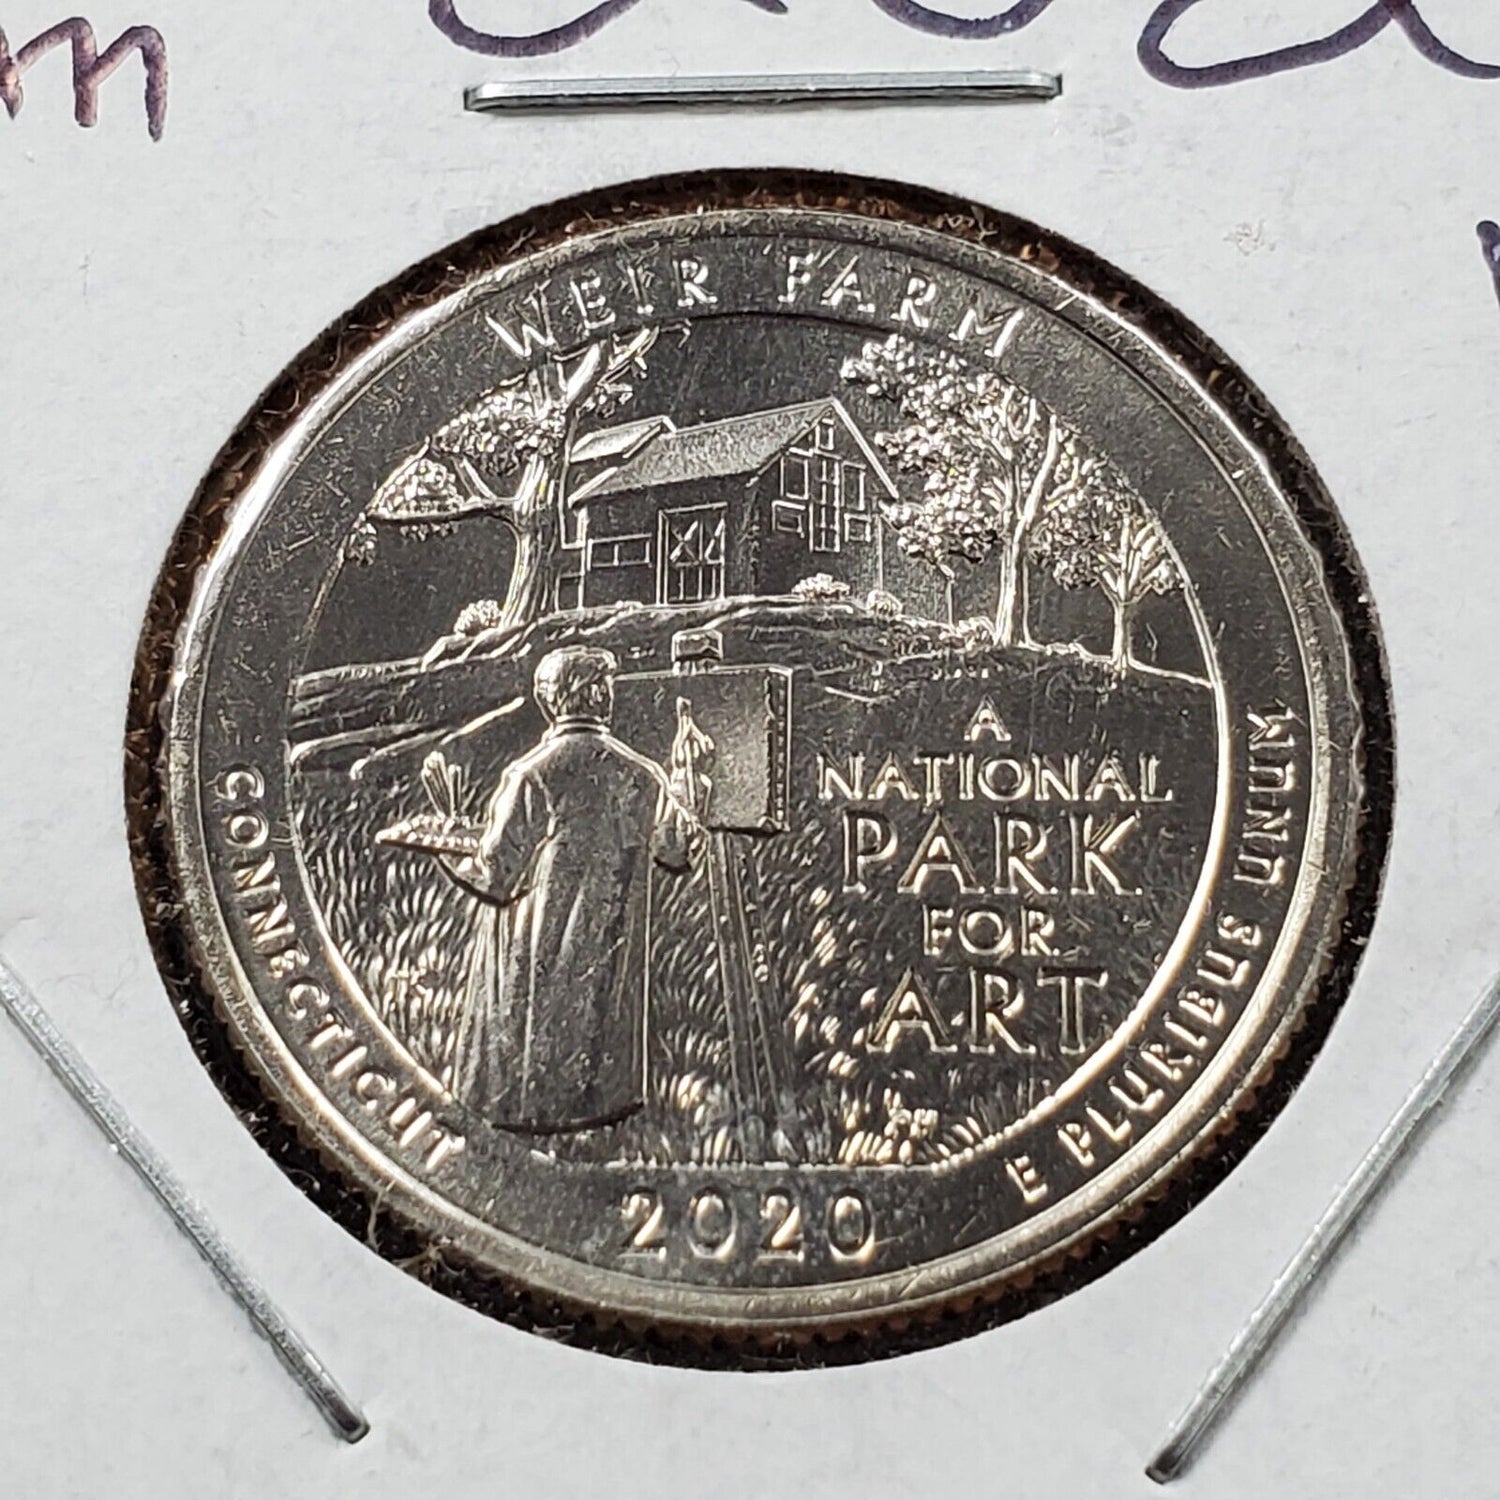 WEIR FARM
A
NATIONAL
PARK
FOR
ART
CONNECTICUT
E PLURIBUS UNUM
2020